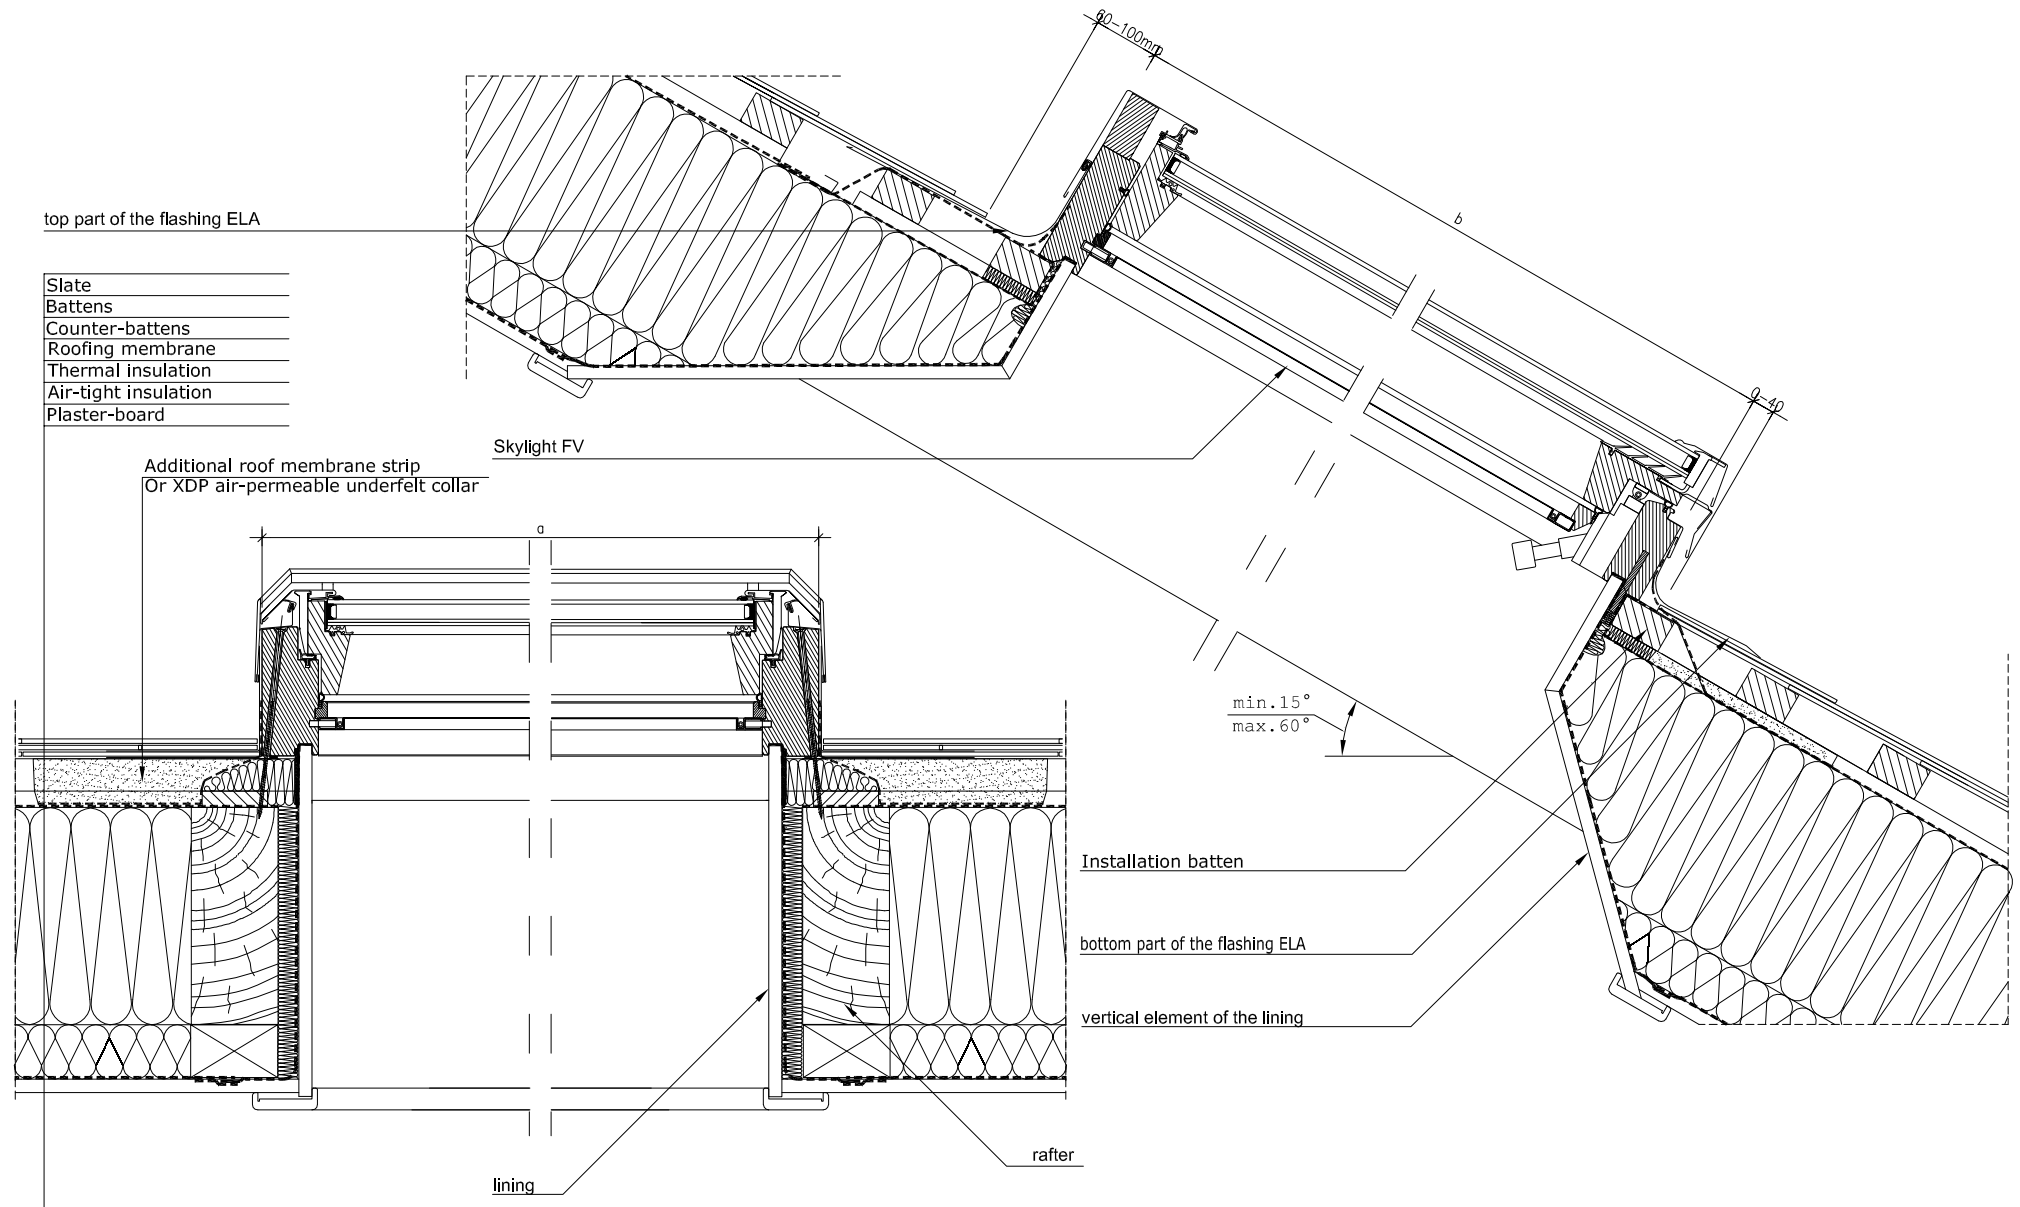 60-100mm
top part of the flashing ELA
b
Slate
Battens
Counter-battens
Roofing membrane
Thermal insulation
Air-tight insulation
Plaster-board
0-40
Skylight FV
Additional roof membrane strip
Or XDP air-permeable underfelt collar
a
min.15°
max.60°
Installation batten
bottom part of the flashing ELA
vertical element of the lining
rafter
lining